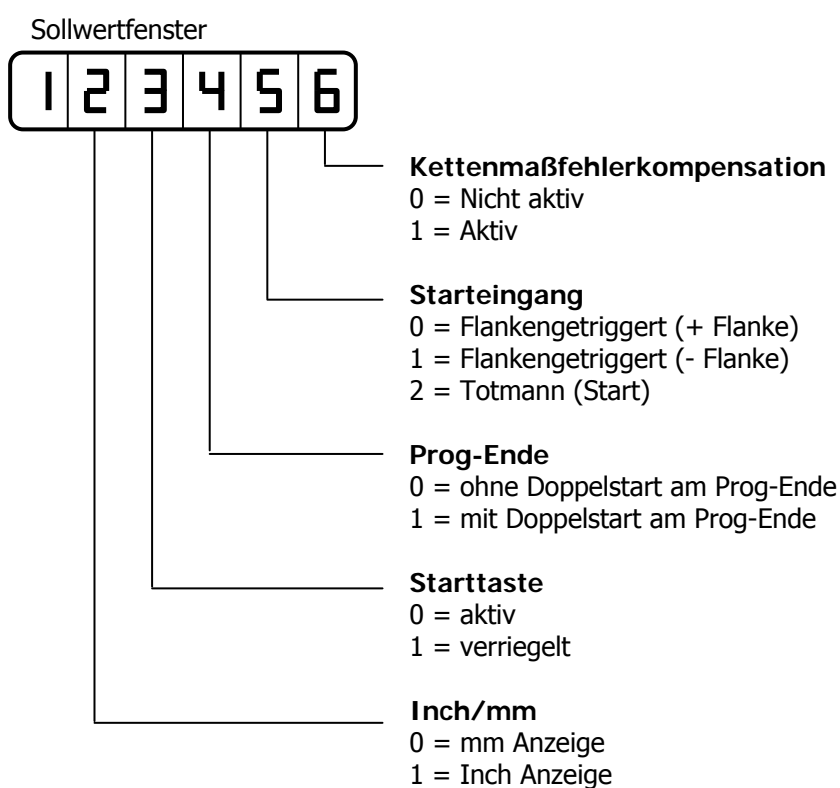 Sollwertfenster
1 2 3 4 5 6
Kettenmaßfehlerkompensation
0 = Nicht aktiv
1 = Aktiv
Starteingang
0 = Flankengetriggert (+ Flanke)
1 = Flankengetriggert (- Flanke)
2 = Totmann (Start)
Prog-Ende
0 = ohne Doppelstart am Prog-Ende
1 = mit Doppelstart am Prog-Ende
Starttaste
0 = aktiv
1 = verriegelt
Inch/mm
0 = mm Anzeige
1 = Inch Anzeige